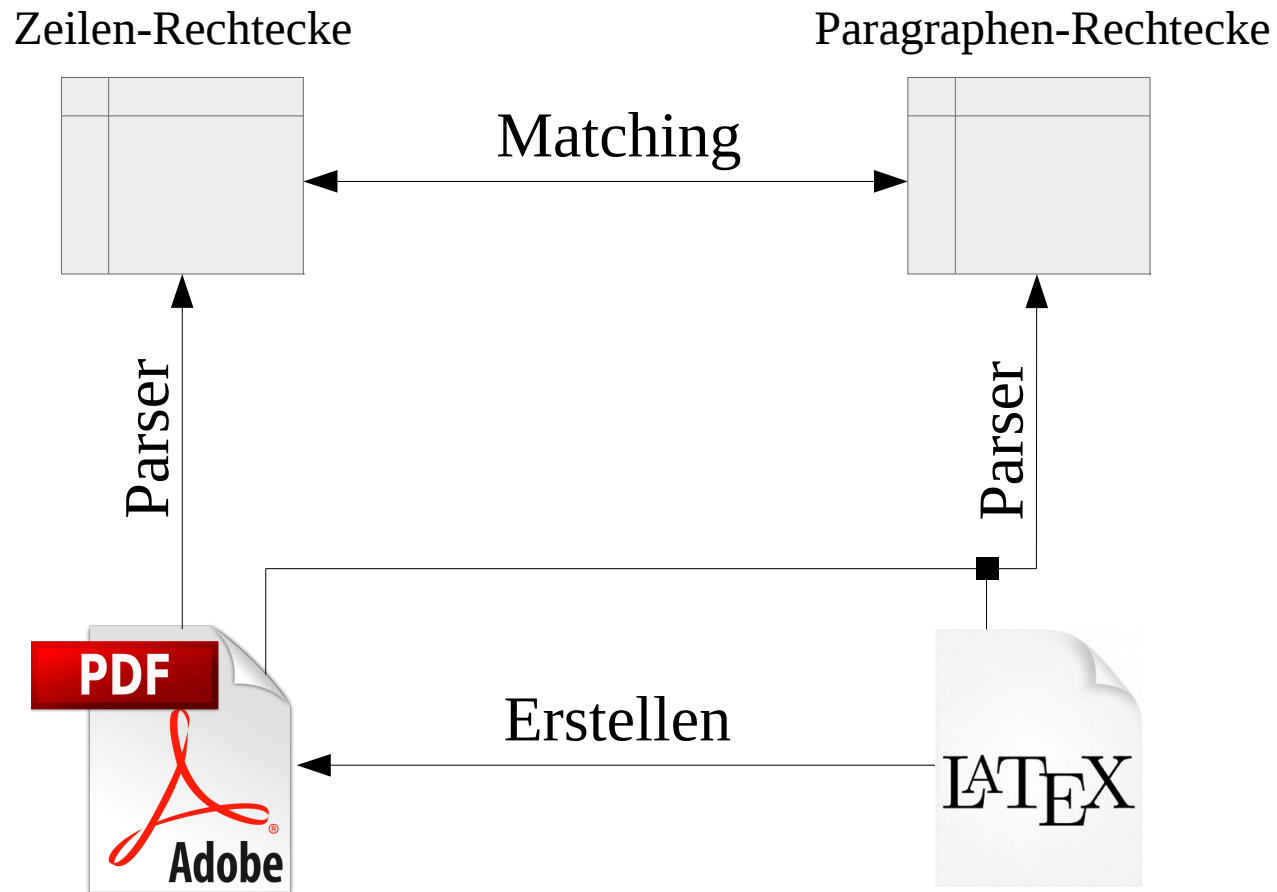 Zeilen-Rechtecke
Paragraphen-Rechtecke
Matching
Parser
Parser
PDF
Erstellen
LATEX
®
Adobe